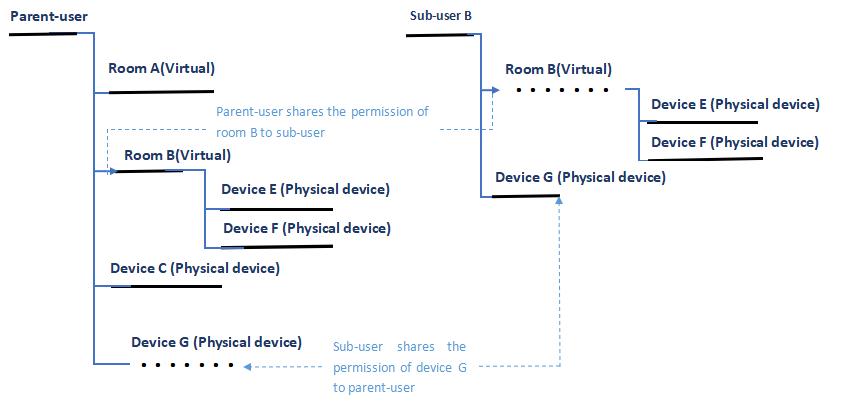 Parent-user
Sub-user B
Room A(Virtual)
Room B(Virtual)
Device E (Physical device)
Parent-user shares the permission of
room B to sub-user
Device F (Physical device)
Room B(Virtual)
Device G (Physical device)
Device E (Physical device)
Device F (Physical device)
Device C (Physical device)
Device G (Physical device)
Sub-user shares the
permission of device G
to parent-user